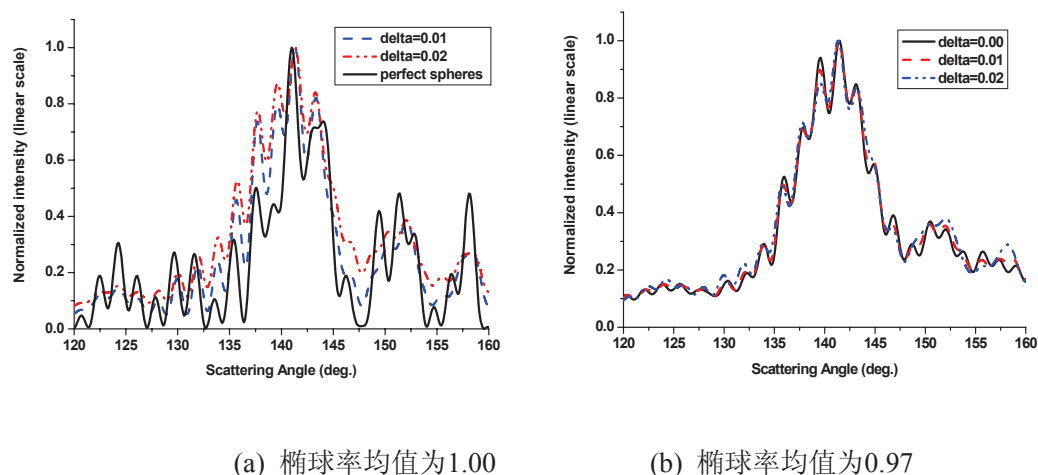 delta=0.01
delta=0.02
perfect spheres
1.0
0.8
0.6
0.4
0.2
0.0
Normalized intensity (linear scale)
120 125 130 135 140 145 150 155 160
Scattering Angle (deg.)
delta=0.00
delta=0.01
delta=0.02
1.0
0.8
0.6
0.4
0.2
0.0
Normalized intensity (linear scale)
120 125 130 135 140 145 150 155 160
Scattering Angle (deg.)
(a) 椭球率均值为1.00
(b) 椭球率均值为0.97